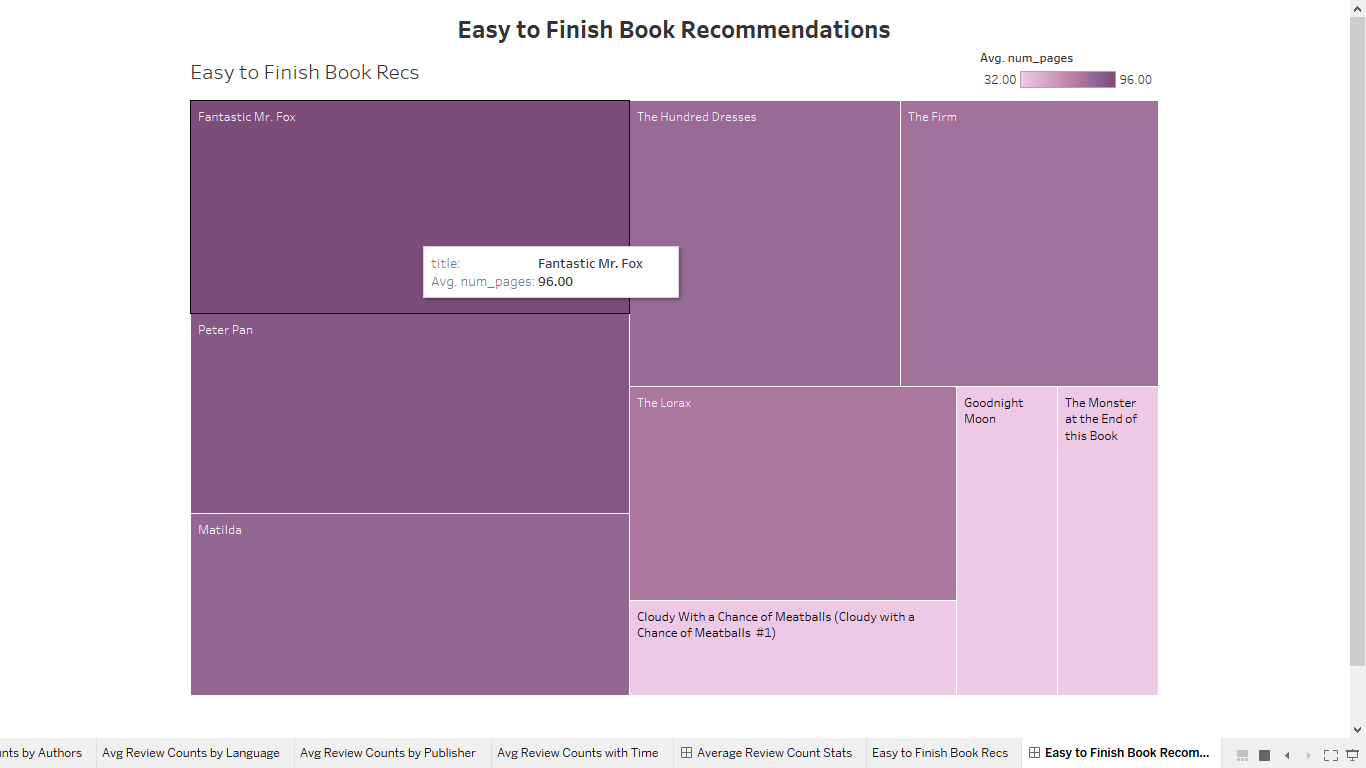 Easy to Finish Book Recommendations
Easy to Finish Book Recs
Avg. num_pages
32.00 96.00
Fantastic Mr. Fox
The Hundred Dresses
The Firm
title: Fantastic Mr. Fox
Avg. num_pages: 96.00
Peter Pan
The Lorax
Goodnight
Moon
The Monster
at the End of
this Book
Matilda
Cloudy With a Chance of Meatballs (Cloudy with a
Chance of Meatballs #1)
nts by Authors Avg Review Counts by Language Avg Review Counts by Publisher Avg Review Counts with Time Average Review Count Stats Easy to Finish Book Recs Easy to Finish Book Recom...